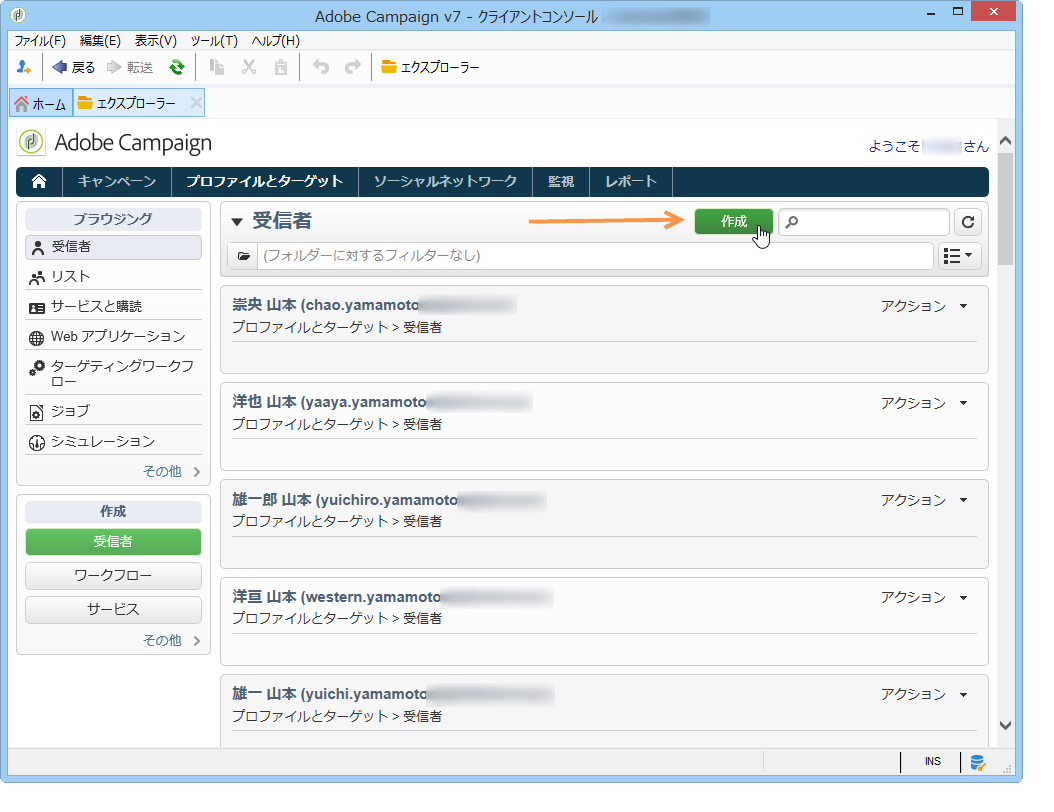 Adobe Campaign v7 - クライアントコンソール
ファイル(F) 編集(E) 表示(V) ツール(T) ヘルプ(H)
戻る 転送 エクスプローラー
ホーム エクスプローラー
Adobe Campaign
ようこそ さん
キャンペーン プロファイルとターゲット ソーシャルネットワーク 監視 レポート
ブラウジング
受信者
リスト
サービスと購読
Web アプリケーション
ターゲティングワークフ
ロー
ジョブ
シミュレーション
その他
作成
受信者
ワークフロー
サービス
その他
受信者 作成
(フォルダーに対するフィルターなし)
崇央 山本 (chao.yamamoto
アクション
プロファイルとターゲット > 受信者
洋也 山本 (yaaya.yamamoto
アクション
プロファイルとターゲット > 受信者
雄一郎 山本 (yuichiro.yamamoto
アクション
プロファイルとターゲット > 受信者
洋亘 山本 (western.yamamoto
アクション
プロファイルとターゲット > 受信者
雄一 山本 (yuichi.yamamoto
アクション
プロファイルとターゲット > 受信者
INS